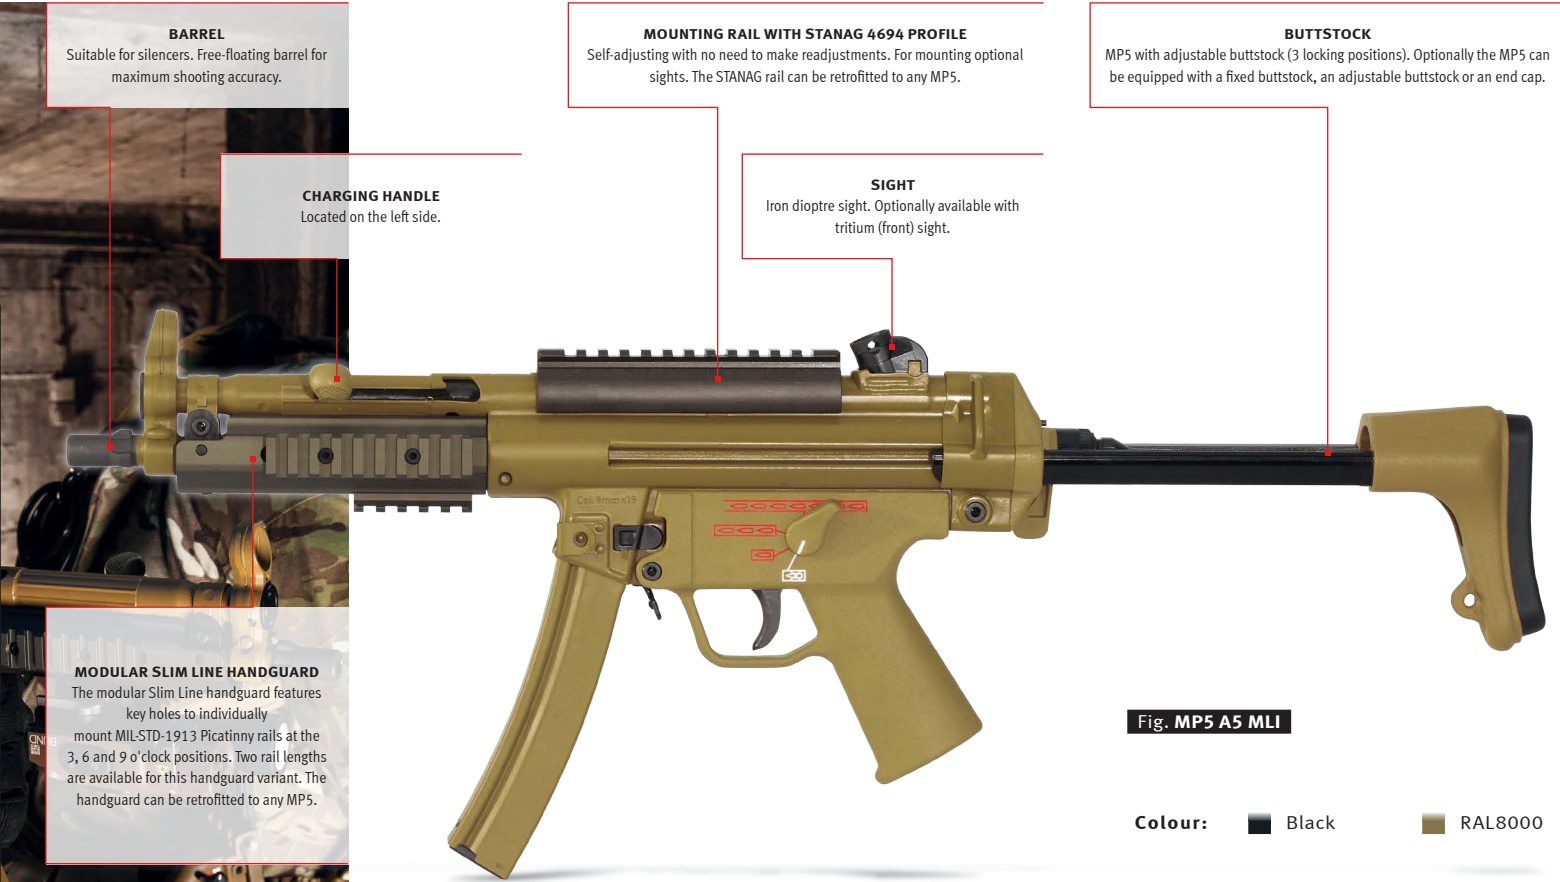 BARREL
Suitable for silencers. Free-floating barrel for
maximum shooting accuracy.
MOUNTING RAIL WITH STANAG 4694 PROFILE
Self-adjusting with no need to make readjustments. For mounting optional
sights. The STANAG rail can be retrofitted to any MP5.
BUTTSTOCK
MP5 with adjustable buttstock (3 locking positions). Optionally the MP5 can
be equipped with a fixed buttstock, an adjustable buttstock or an end cap.
CHARGING HANDLE
Located on the left side.
SIGHT
Iron dioptre sight. Optionally available with
tritium (front) sight.
Cal. 9mm x 19
MODULAR SLIM LINE HANDGUARD
The modular Slim Line handguard features
key holes to individually
mount MIL-STD-1913 Picatinny rails at the
3, 6 and 9 o'clock positions. Two rail lengths
are available for this handguard variant. The
handguard can be retrofitted to any MP5.
Fig. MP5 A5 MLI
Colour:
Black
RAL8000